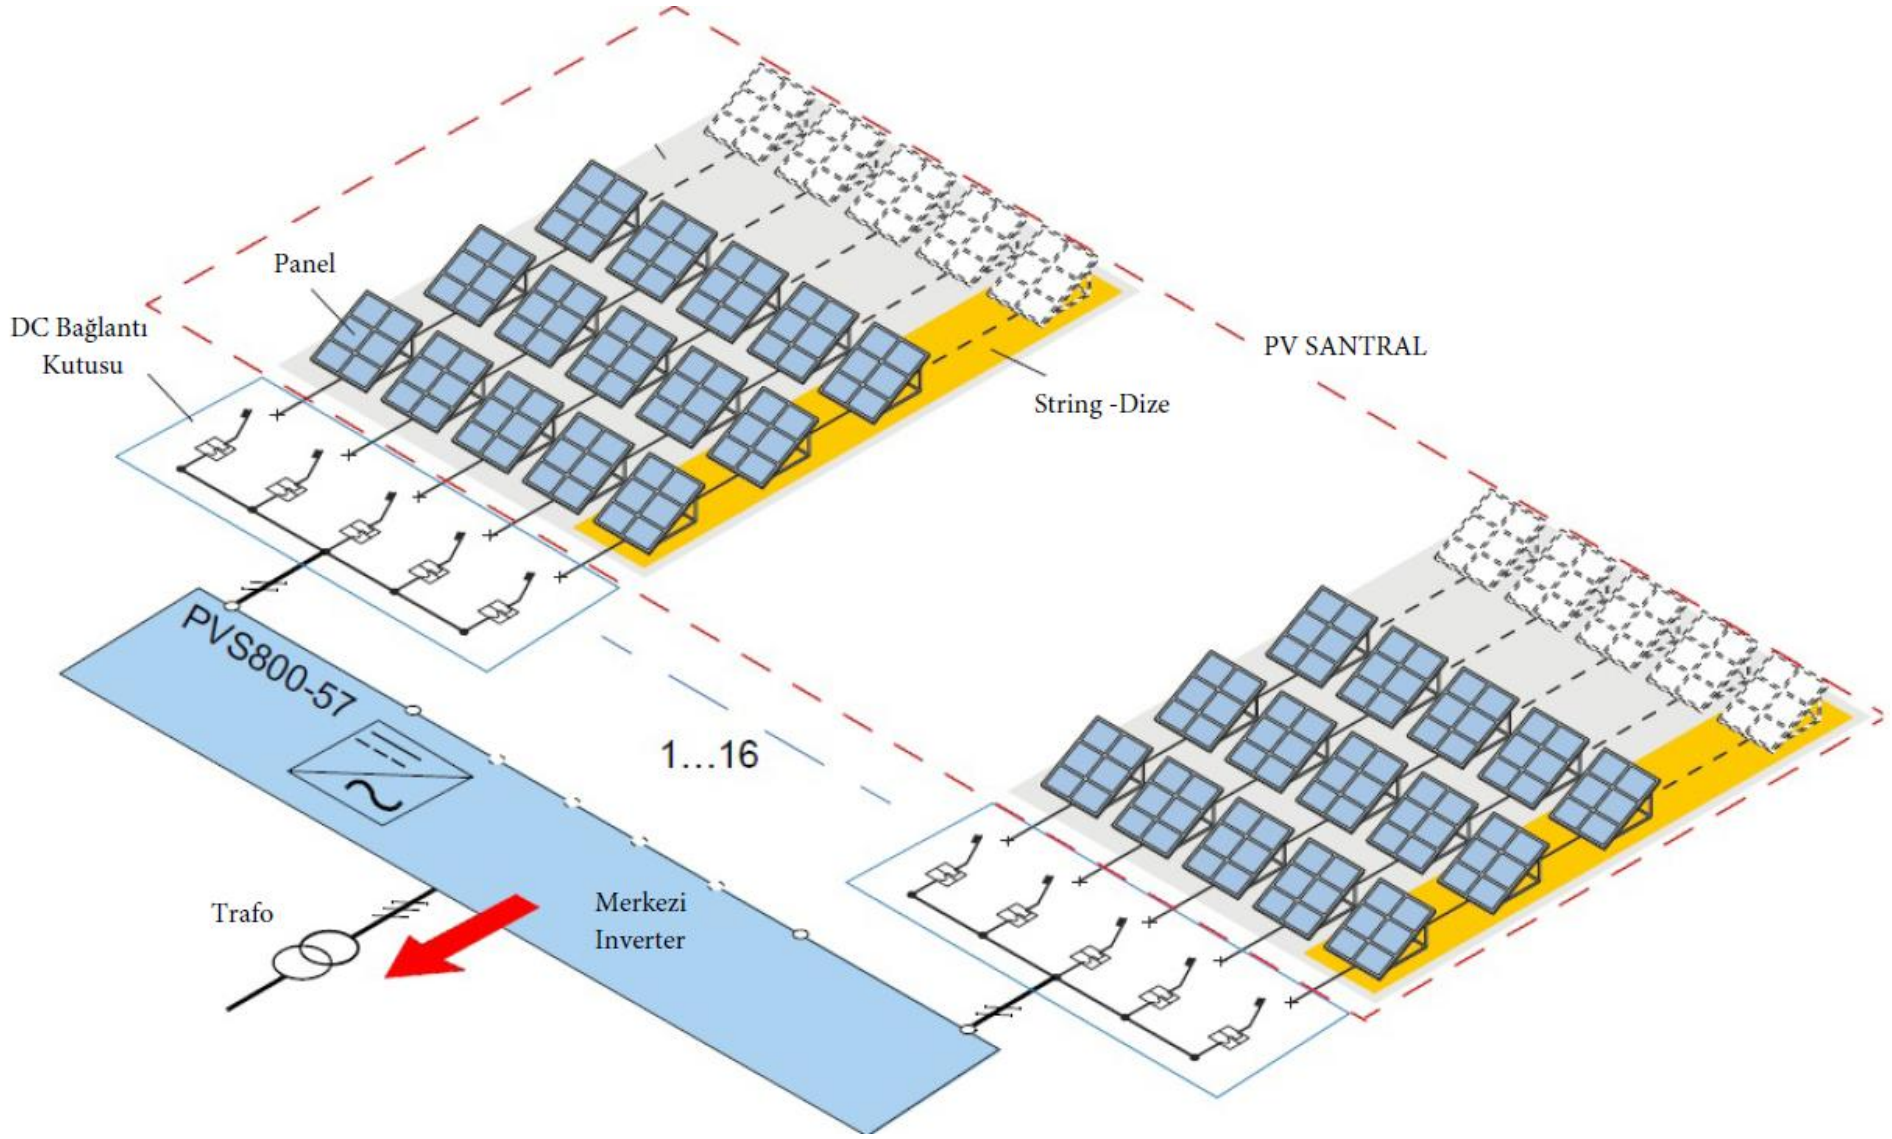 Panel
DC Bağlantı
Kutusu
PV SANTRAL
String -Dize
PVS800-57
1...16
Trafo
Merkezi
Inverter